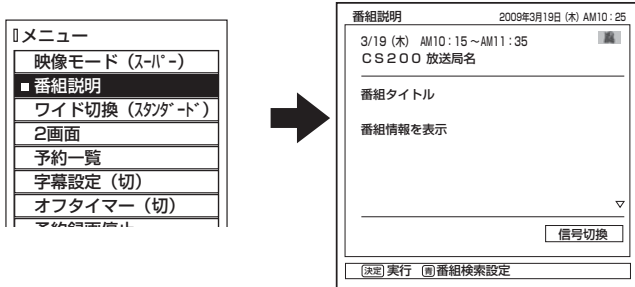 メニュー
映像モード（ｽｰﾊﾟｰ）
番組説明
ワイド切換（ｽﾀﾝﾀﾞｰﾄﾞ）
2画面
予約一覧
字幕設定（切）
オフタイマー（切）
番組説明 2009年3月19日（木）AM10：25
3/19（木） AM10：15～AM11：35
ＣＳ２００ 放送局名
番組タイトル
番組情報を表示
信号切換
決定 実行 青 番組検索設定